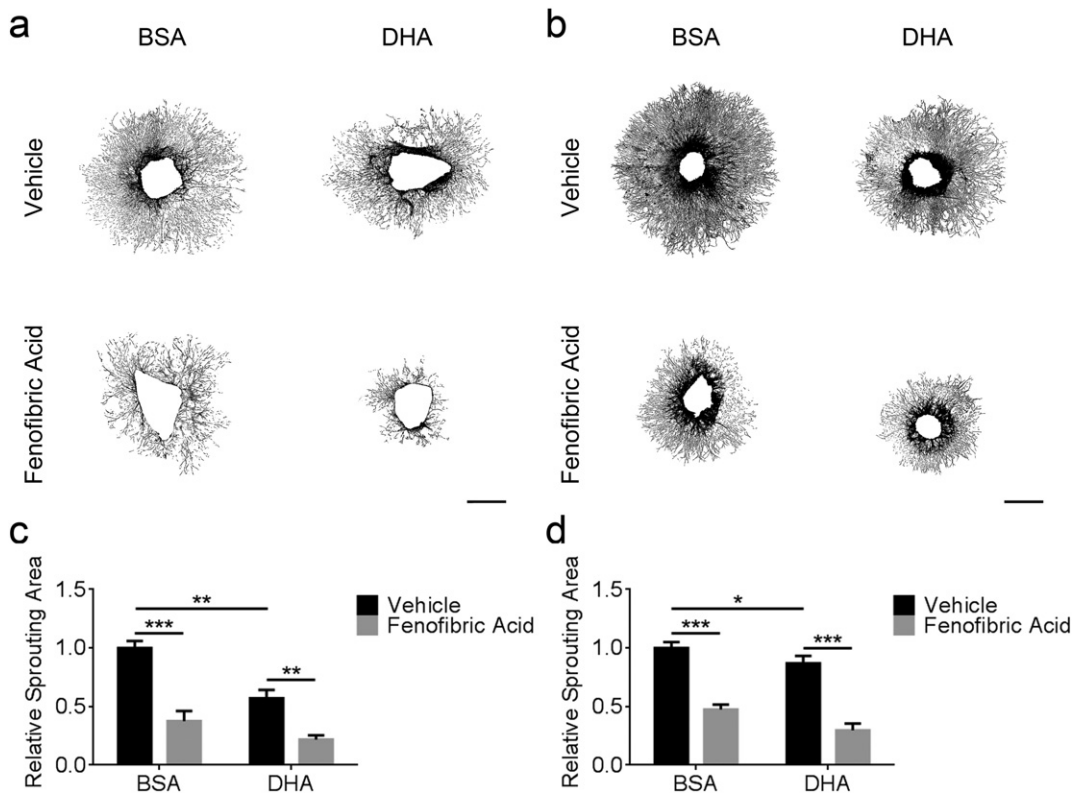 a
BSA
DHA
Vehicle
Fenofibric Acid
b
BSA
DHA
Vehicle
Fenofibric Acid
c
Relative Sprouting Area
1.5
1.0
0.5
0.0
**
***
**
BSA
DHA
Vehicle
Fenofibric Acid
d
Relative Sprouting Area
1.5
1.0
0.5
0.0
*
***
***
BSA
DHA
Vehicle
Fenofibric Acid